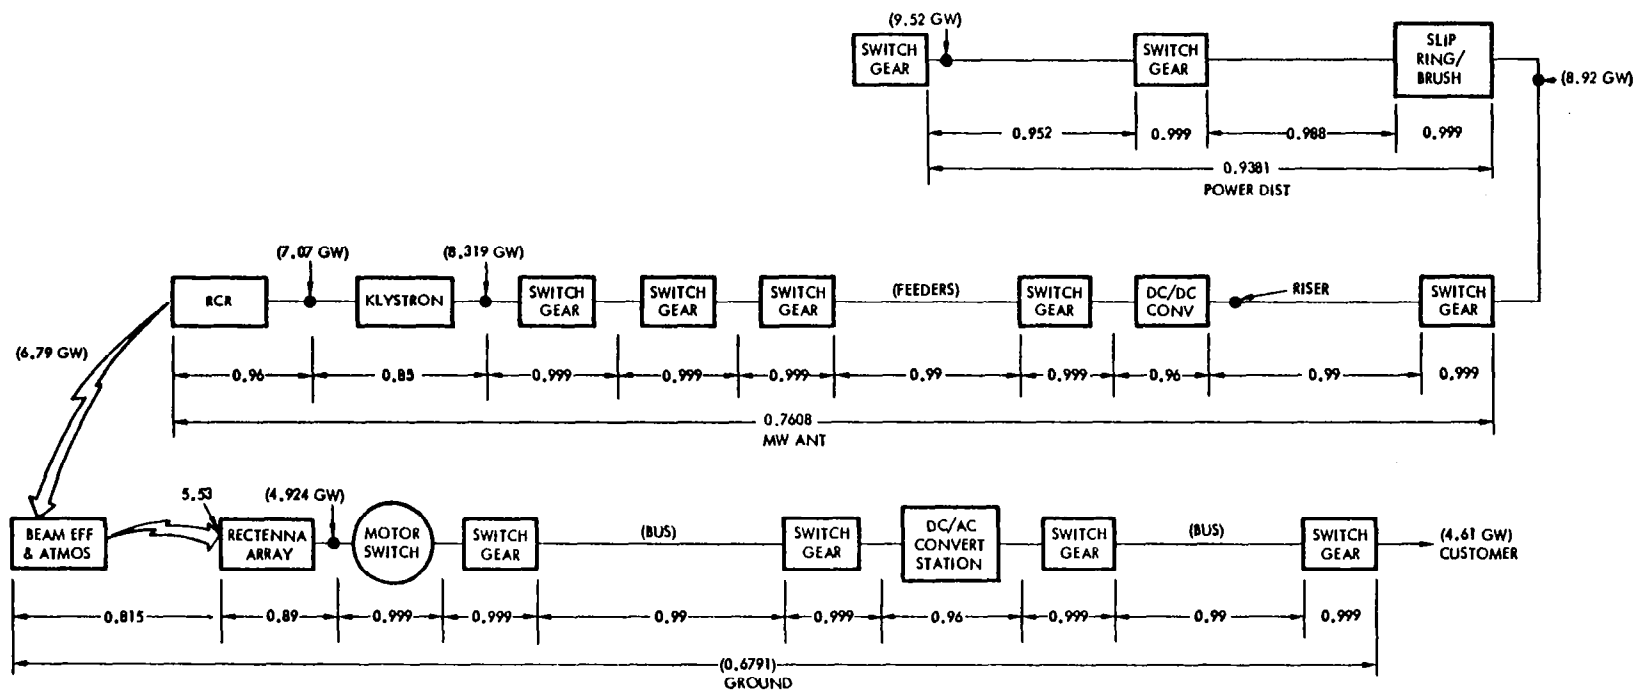 (9.52 GW)
SWITCH
GEAR
SWITCH
GEAR
SLIP
RING/
BRUSH
(8.92 GW)
0.952
0.999
0.988
0.999
0.9381
POWER DIST
(7.07 GW)
(8.319 GW)
RCR
KLYSTRON
SWITCH
GEAR
SWITCH
GEAR
SWITCH
GEAR
(FEEDERS)
SWITCH
GEAR
DC/DC
CONV
RISER
SWITCH
GEAR
(6.79 GW)
0.96
0.85
0.999
0.999
0.999
0.99
0.999
0.96
0.99
0.999
0.7608
MW ANT
BEAM EFF
& ATMOS
5.53
(4.924 GW)
RECTENNA
ARRAY
MOTOR
SWITCH
SWITCH
GEAR
(BUS)
SWITCH
GEAR
DC/AC
CONVERT
STATION
SWITCH
GEAR
(BUS)
SWITCH
GEAR
(4.61 GW)
CUSTOMER
0.815
0.89
0.999
0.999
0.99
0.999
0.96
0.999
0.99
0.999
(0.6791)
GROUND